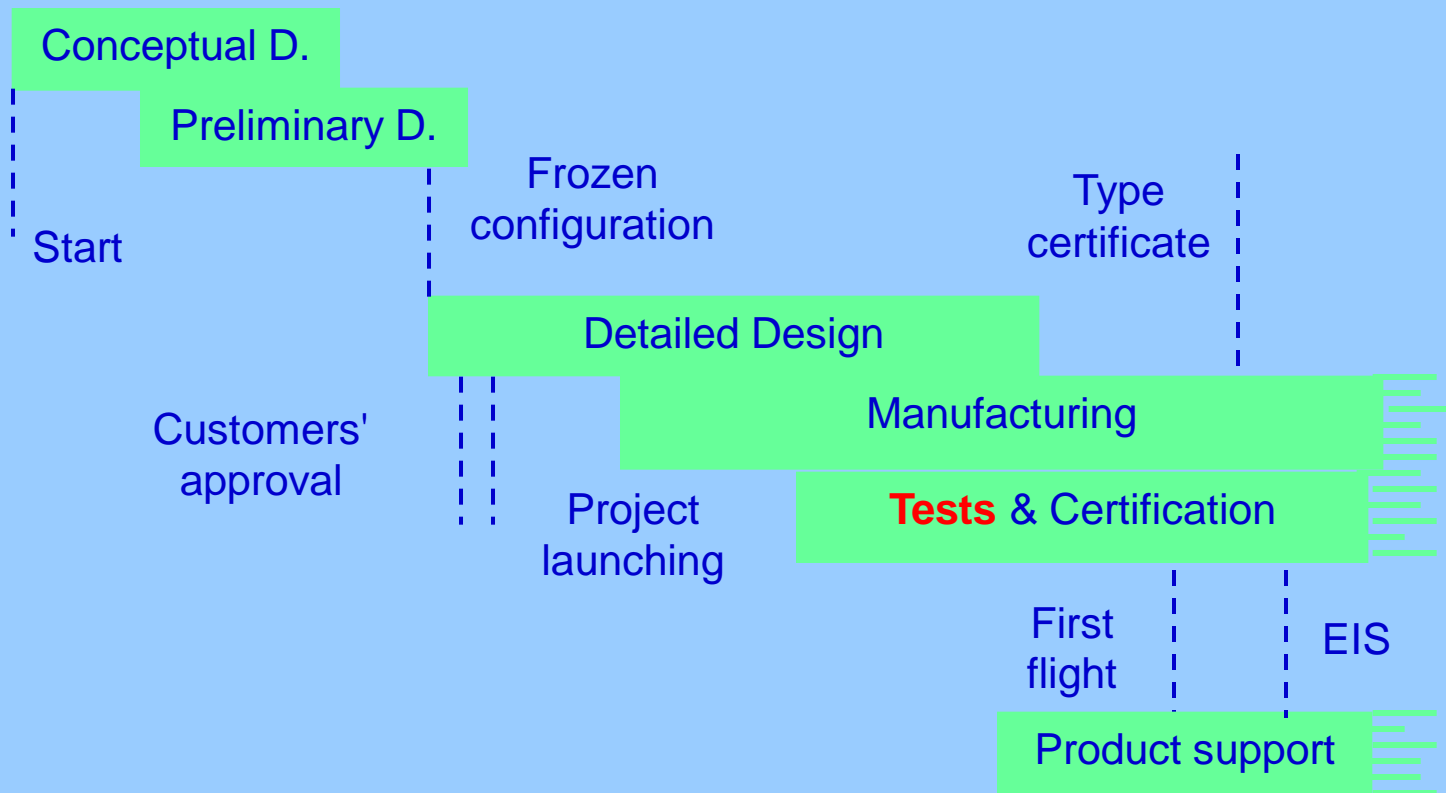 Conceptual D.
Preliminary D.
Start
Frozen
configuration
Type
certificate
Detailed Design
Customers'
approval
Manufacturing
Project
launching
Tests & Certification
First
flight
EIS
Product support